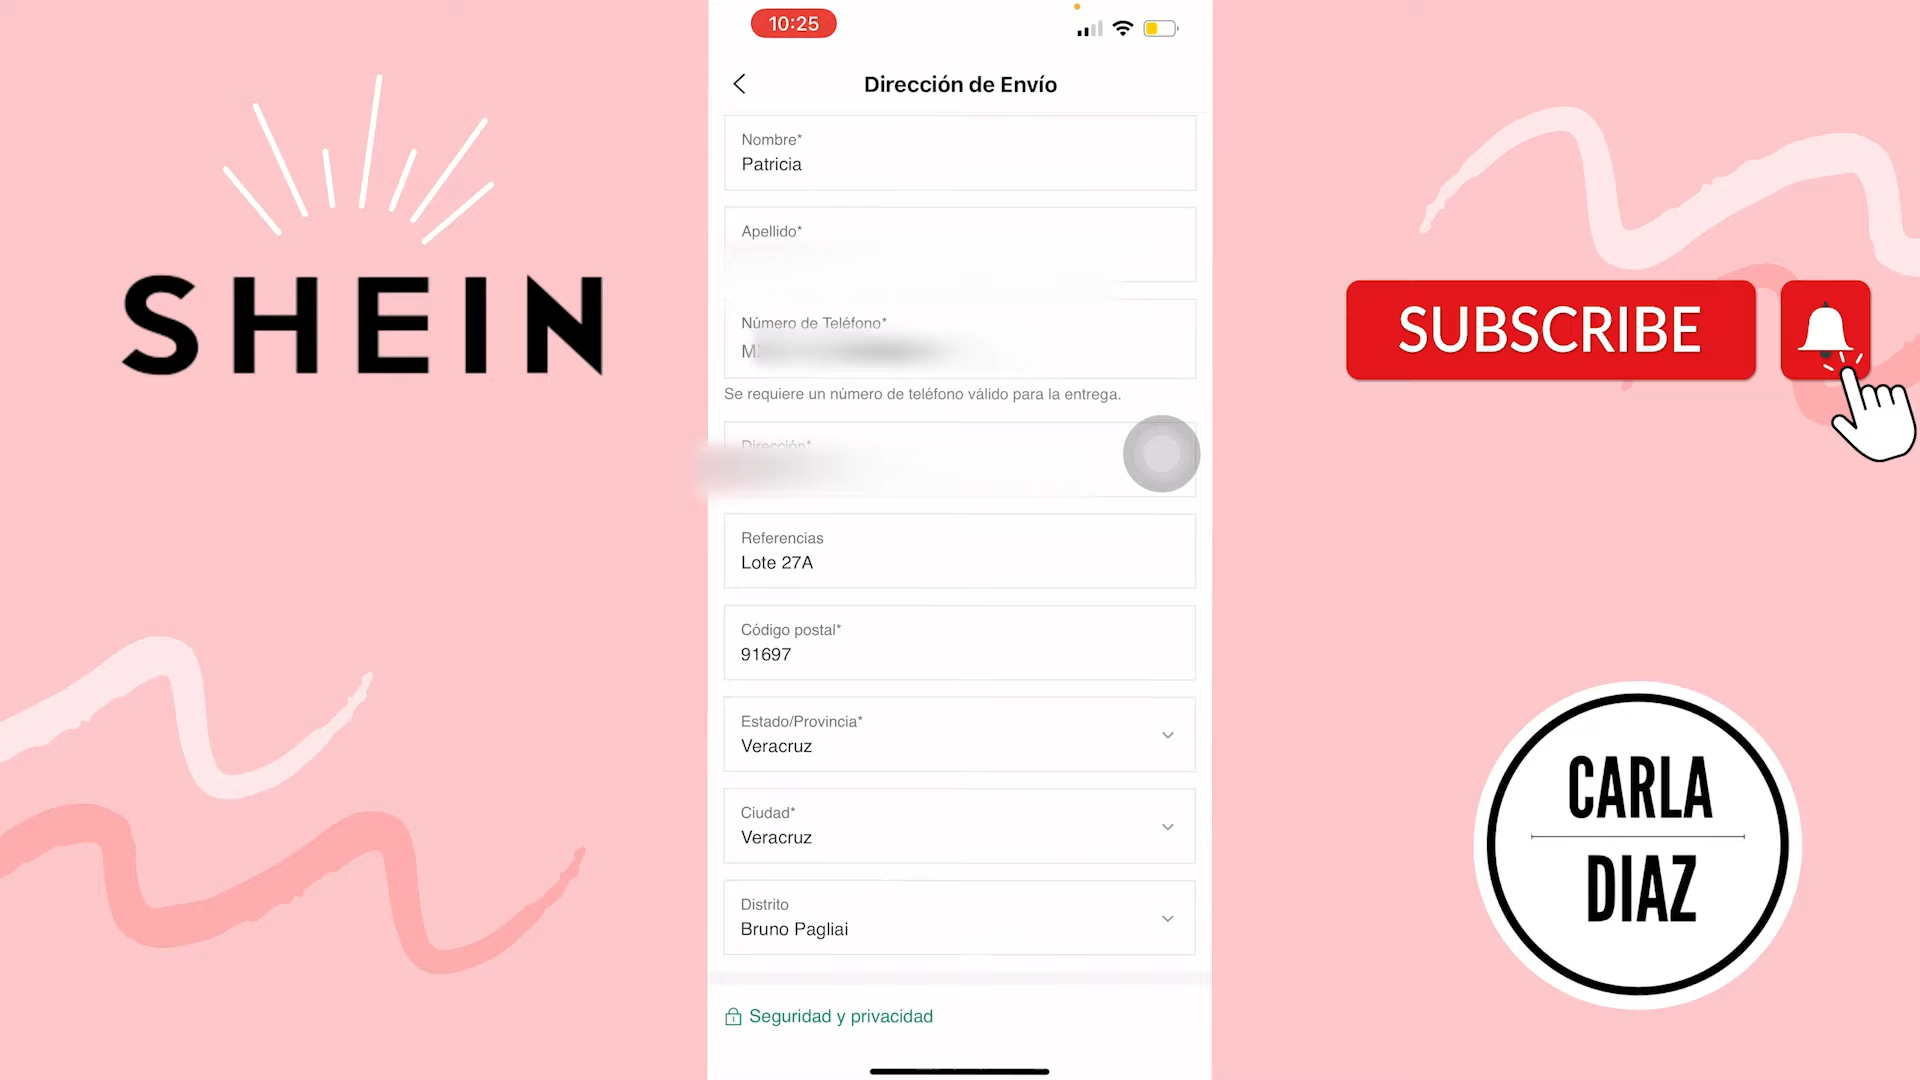 10:25
Dirección de Envío
Nombre*
Patricia
Apellido*
Número de Teléfono*
Se requiere un número de teléfono válido para la entrega.
Dirección*
Referencias
Lote 27A
Código postal*
91697
Estado/Provincia*
Veracruz
Ciudad*
Veracruz
Distrito
Bruno Pagliai
Seguridad y privacidad
SHEIN
SUBSCRIBE
CARLA
DIAZ